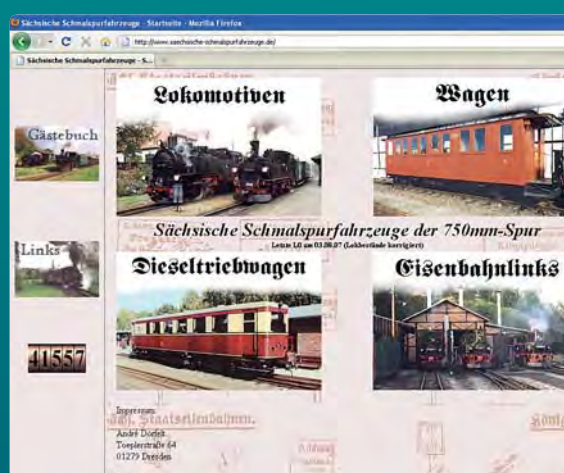 Sächsische Schmalspurfahrzeuge - Startseite - Mozilla Firefox
http://www.saechsische-schmalspurfahrzeuge.de/
Sächsische Schmalspurfahrzeuge - S...
Lokomotiven
Wagen
Gästebuch
Sächsische Schmalspurfahrzeuge der 750mm-Spur
Links
Dieseltriebwagen
Eisenbahnlinks
41557
Impressum:
Staatseisenbahnen.
André Dörfelt
Toeplerstraße 64
01279 Dresden